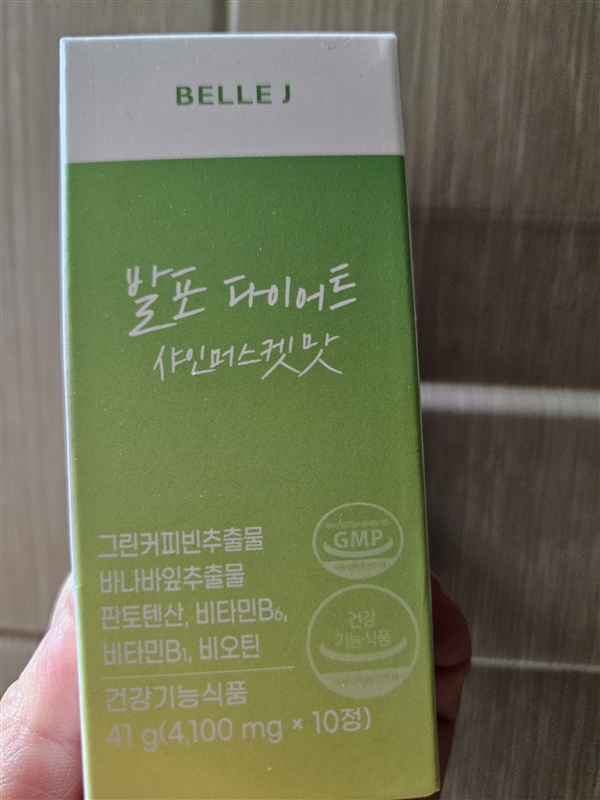 BELLE J
발포 다이어트
샤인머스켓맛
그린커피빈추출물
바나바잎추출물
판토텐산, 비타민B6,
비타민B1, 비오틴
건강기능식품
41 g(4,100 mg × 10정)
GMP
건강
기능식품